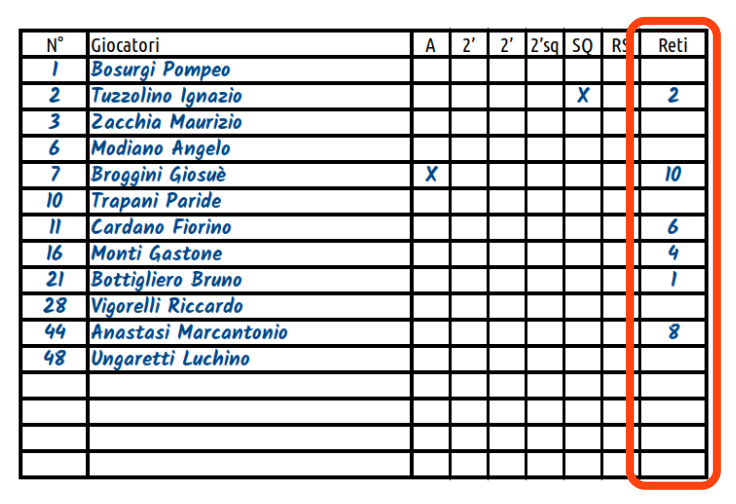 N° Giocatori A 2' 2' 2'sq SQ RS Reti
1 Bosurgi Pompeo
2 Tuzzolino Ignazio X 2
3 Zacchia Maurizio
6 Modiano Angelo
7 Broggini Giosuè X 10
10 Trapani Paride
11 Cardano Fiorino 6
16 Monti Gastone 4
21 Bottigliero Bruno 1
28 Vigorelli Riccardo
44 Anastasi Marcantonio 8
48 Ungaretti Luchino